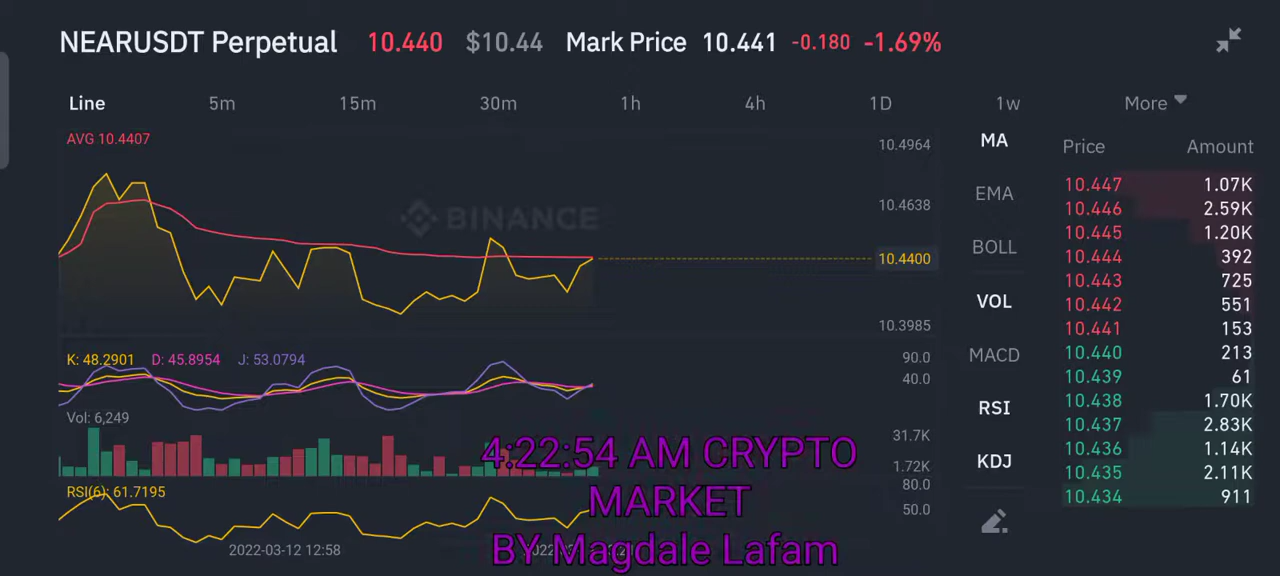 NEARUSDT Perpetual 10.440 $10.44 Mark Price 10.441 -0.180 -1.69%
Line 5m 15m 30m 1h 4h 1D 1w More
AVG 10.4407
10.4964
10.4638
10.4400
10.3985
BINANCE
K: 48.2901 D: 45.8954 J: 53.0794
90.0
40.0
Vol: 6,249
31.7K
1.72K
RSI(6): 61.7195
80.0
50.0
2022-03-12 12:58
MA
EMA
BOLL
VOL
MACD
RSI
KDJ
Price Amount
10.447 1.07K
10.446 2.59K
10.445 1.20K
10.444 392
10.443 725
10.442 551
10.441 153
10.440 213
10.439 61
10.438 1.70K
10.437 2.83K
10.436 1.14K
10.435 2.11K
10.434 911
4:22:54 AM CRYPTO
MARKET
BY Magdale Lafam